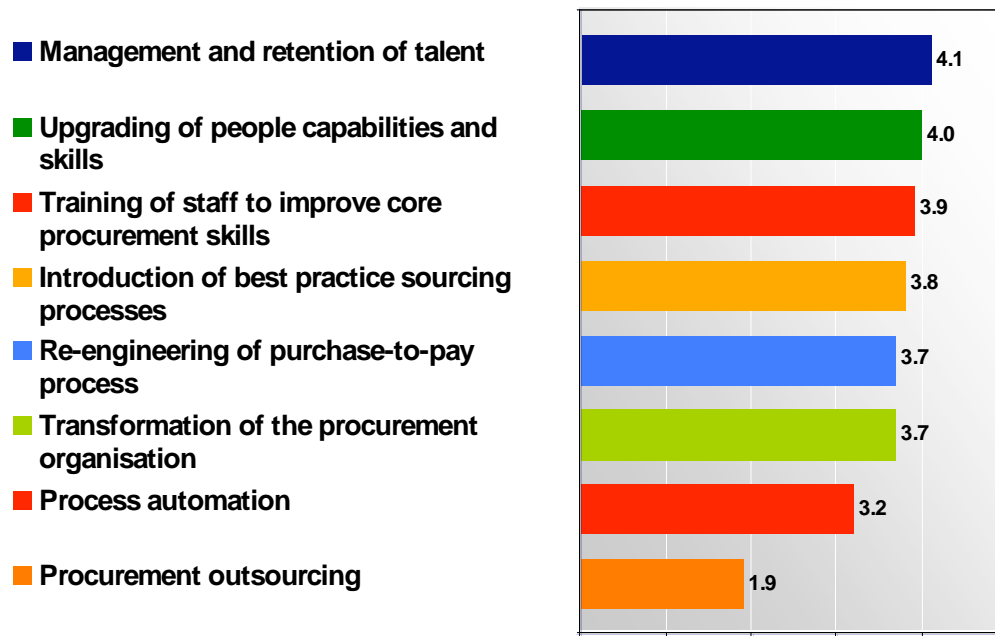 Management and retention of talent
4.1
Upgrading of people capabilities and
skills
4.0
Training of staff to improve core
procurement skills
3.9
Introduction of best practice sourcing
processes
3.8
Re-engineering of purchase-to-pay
process
3.7
Transformation of the procurement
organisation
3.7
Process automation
3.2
Procurement outsourcing
1.9